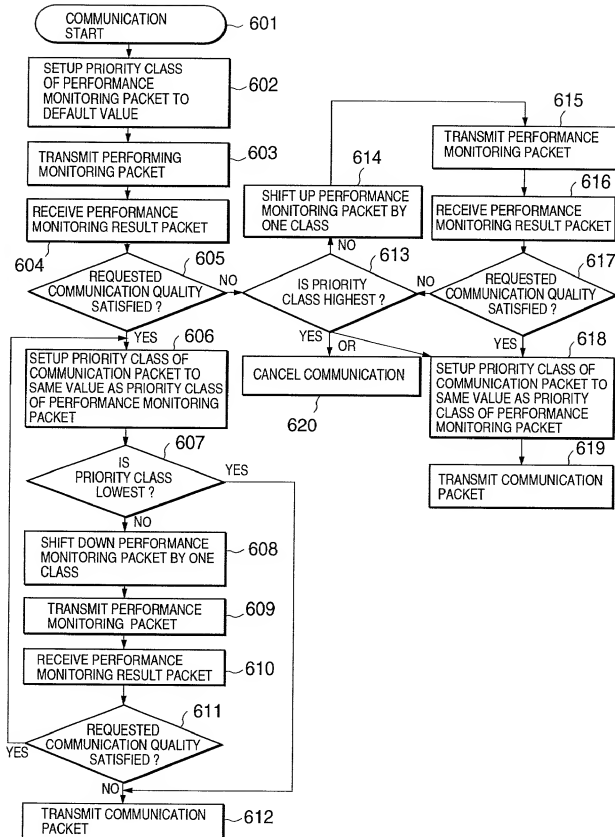 COMMUNICATION
START
601
SETUP PRIORITY CLASS
OF PERFORMANCE
MONITORING PACKET TO
DEFAULT VALUE
602
TRANSMIT PERFORMING
MONITORING PACKET
603
RECEIVE PERFORMANCE
MONITORING RESULT PACKET
604
605
REQUESTED
COMMUNICATION QUALITY
SATISFIED ?
NO
YES
606
SETUP PRIORITY CLASS OF
COMMUNICATION PACKET TO
SAME VALUE AS PRIORITY CLASS
OF PERFORMANCE MONITORING
PACKET
607
IS
PRIORITY CLASS
LOWEST ?
YES
NO
SHIFT DOWN PERFORMANCE
MONITORING PACKET BY ONE
CLASS
608
TRANSMIT PERFORMANCE
MONITORING PACKET
609
RECEIVE PERFORMANCE
MONITORING RESULT PACKET
610
611
REQUESTED
COMMUNICATION QUALITY
SATISFIED ?
YES
NO
TRANSMIT COMMUNICATION
PACKET
612
613
IS PRIORITY
CLASS HIGHEST ?
NO
YES
OR
614
SHIFT UP PERFORMANCE
MONITORING PACKET BY
ONE CLASS
615
TRANSMIT PERFORMANCE
MONITORING PACKET
616
RECEIVE PERFORMANCE
MONITORING RESULT PACKET
617
REQUESTED
COMMUNICATION QUALITY
SATISFIED ?
NO
YES
618
SETUP PRIORITY CLASS OF
COMMUNICATION PACKET TO
SAME VALUE AS PRIORITY
CLASS OF PERFORMANCE
MONITORING PACKET
619
TRANSMIT COMMUNICATION
PACKET
CANCEL COMMUNICATION
620